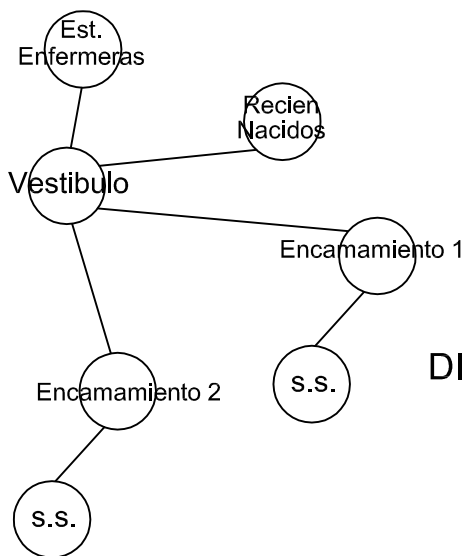 Est.
Enfermeras
Recien
Nacidos
Vestibulo
Encamamiento 1
s.s.
DI
Encamamiento 2
s.s.